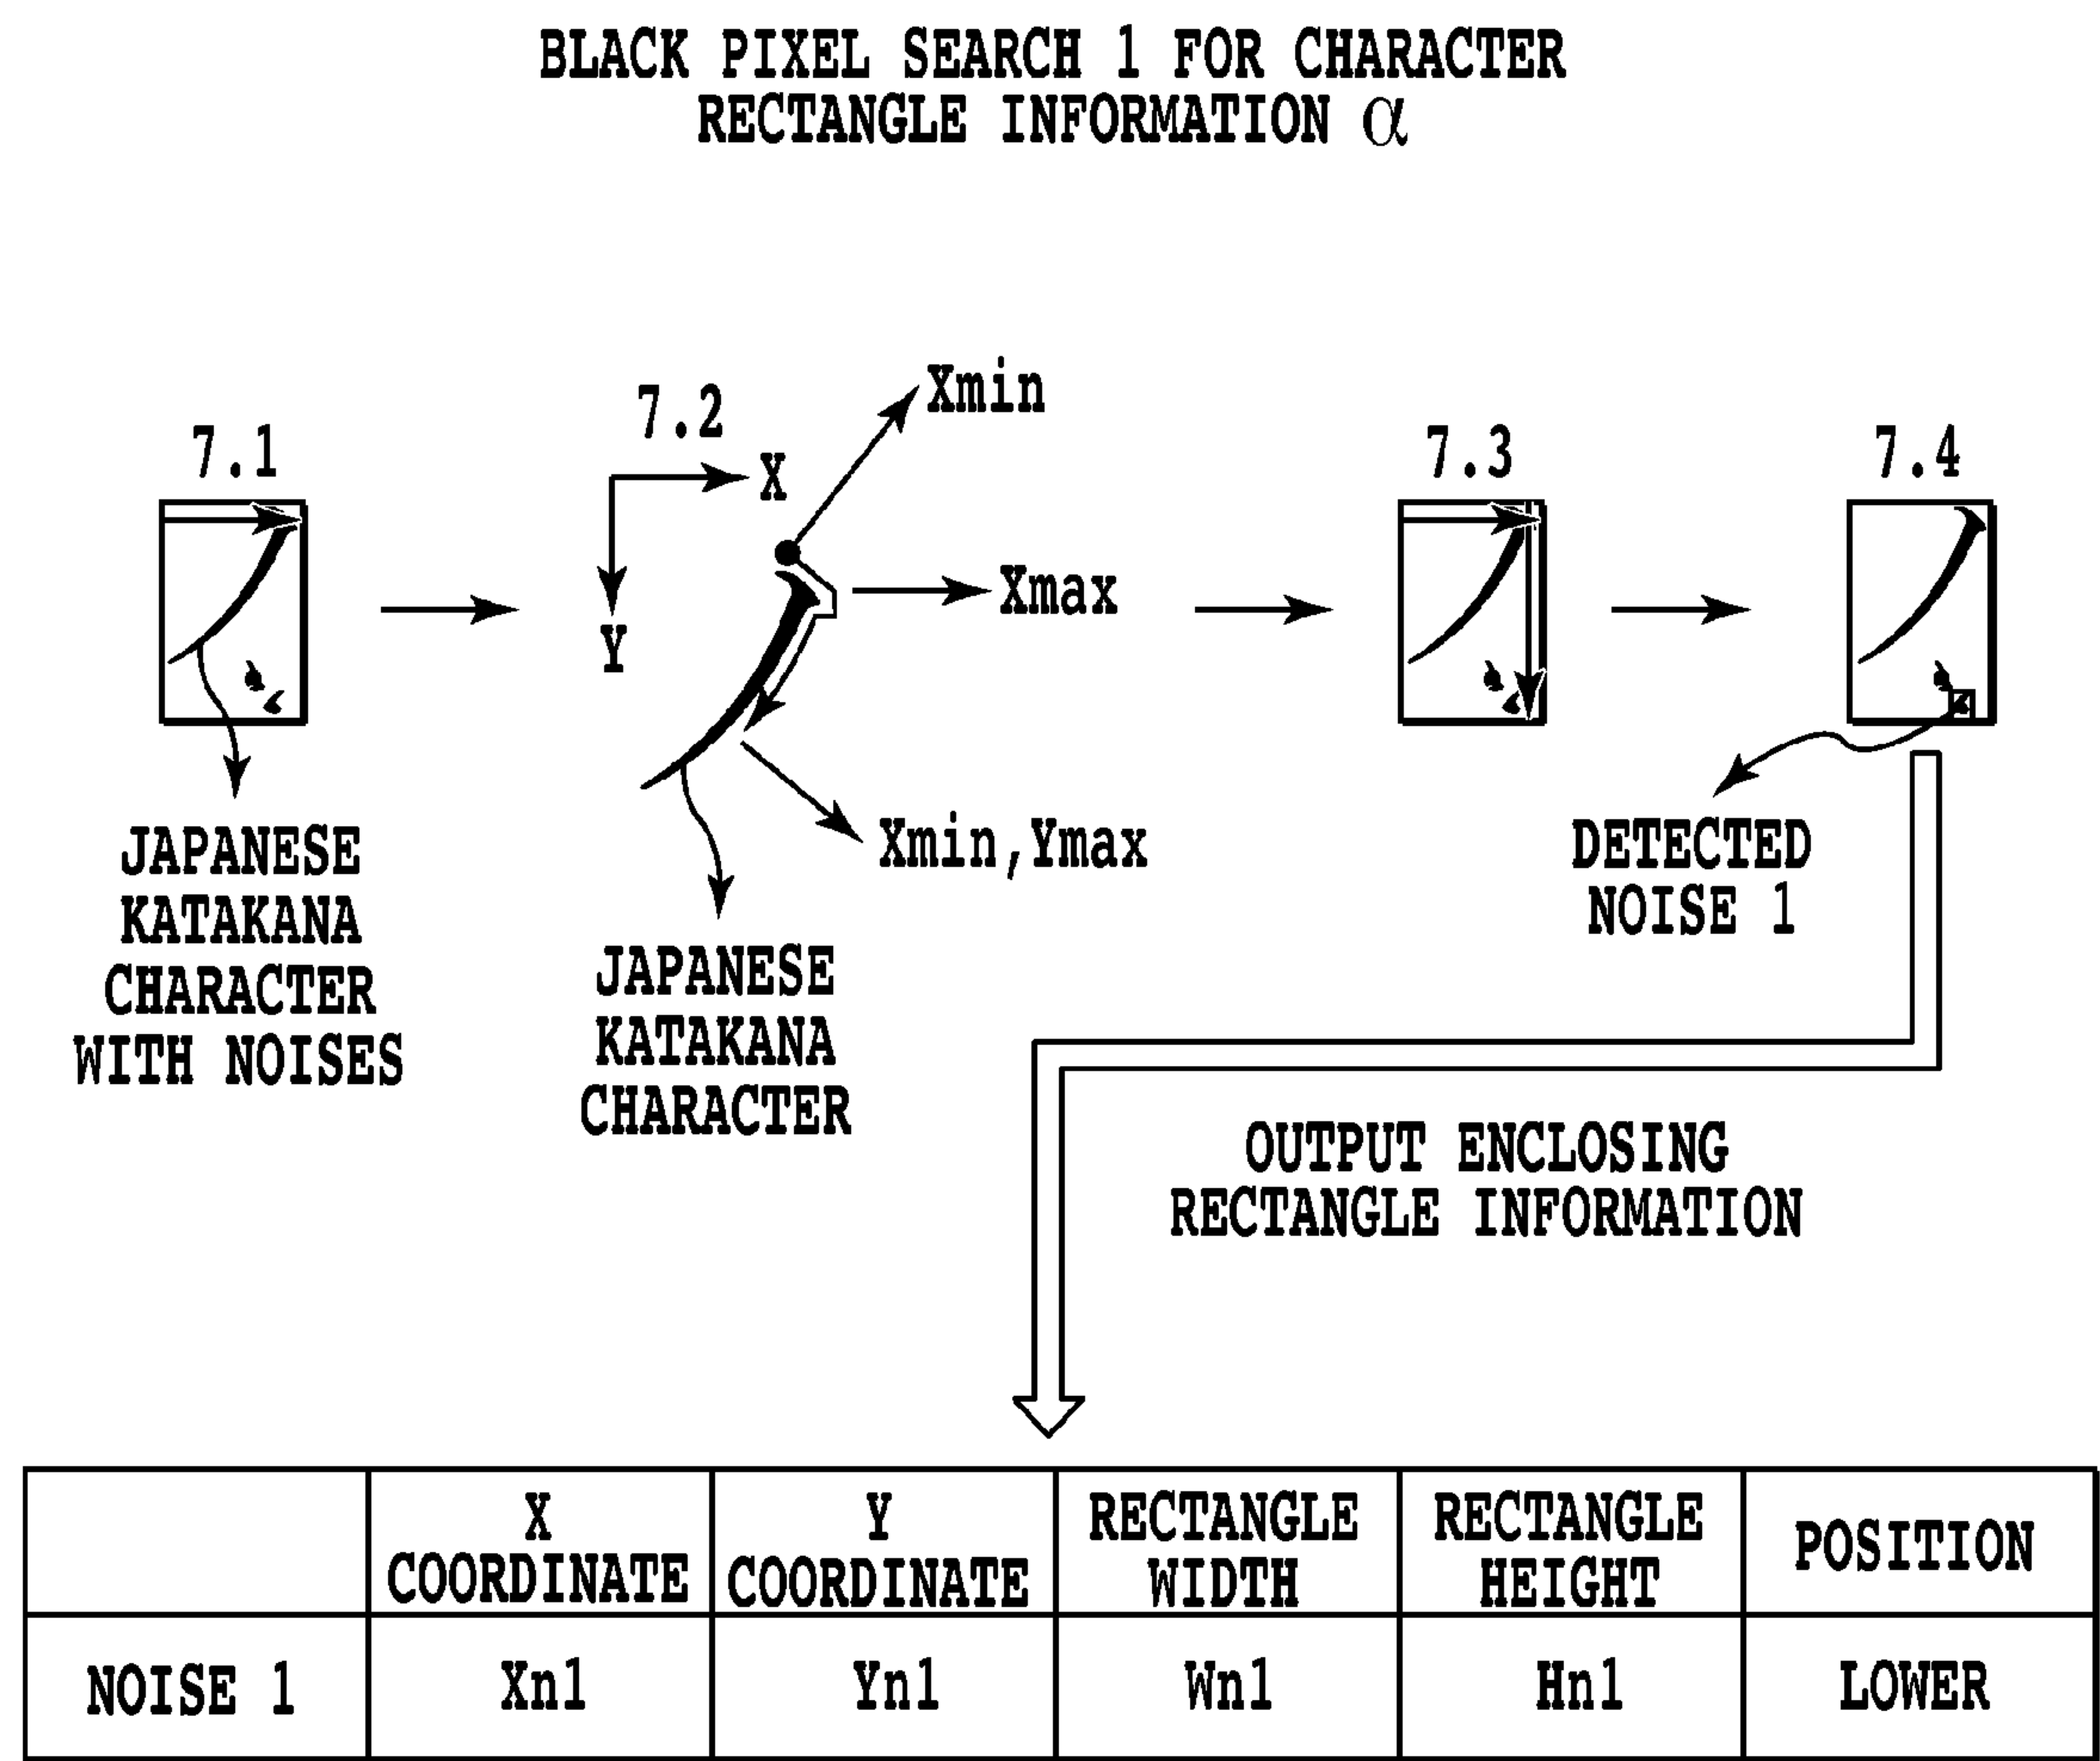 BLACK PIXEL SEARCH 1 FOR CHARACTER
RECTANGLE INFORMATION α
7.1
7.2
Xmin
X
Xmax
Y
Xmin,Ymax
7.3
7.4
JAPANESE
KATAKANA
CHARACTER
WITH NOISES
JAPANESE
KATAKANA
CHARACTER
DETECTED
NOISE 1
OUTPUT ENCLOSING
RECTANGLE INFORMATION
X
COORDINATE
Y
COORDINATE
RECTANGLE
WIDTH
RECTANGLE
HEIGHT
POSITION
NOISE 1 Xn1 Yn1 Wn1 Hn1 LOWER